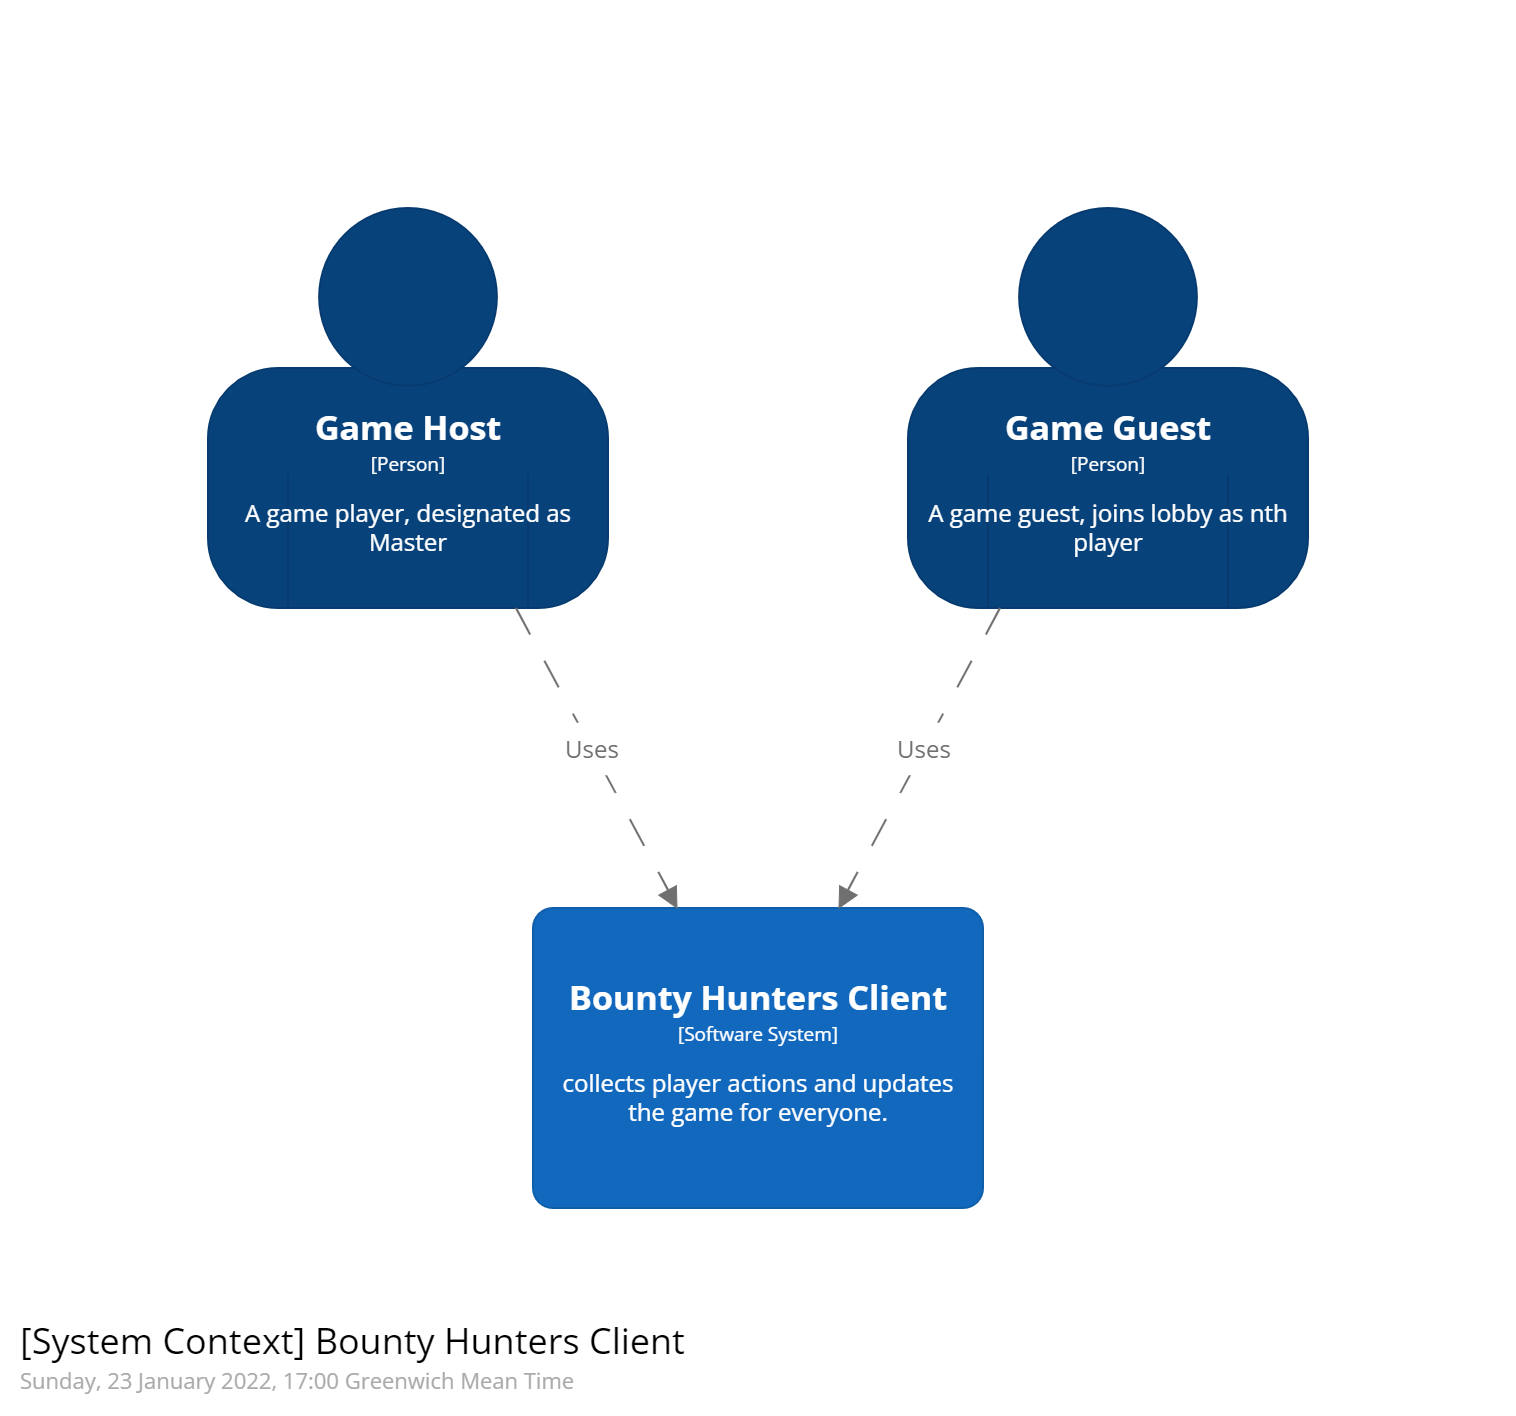 Game Host
[Person]
A game player, designated as
Master
Game Guest
[Person]
A game guest, joins lobby as nth
player
Uses
Uses
Bounty Hunters Client
[Software System]
collects player actions and updates
the game for everyone.
[System Context] Bounty Hunters Client
Sunday, 23 January 2022, 17:00 Greenwich Mean Time